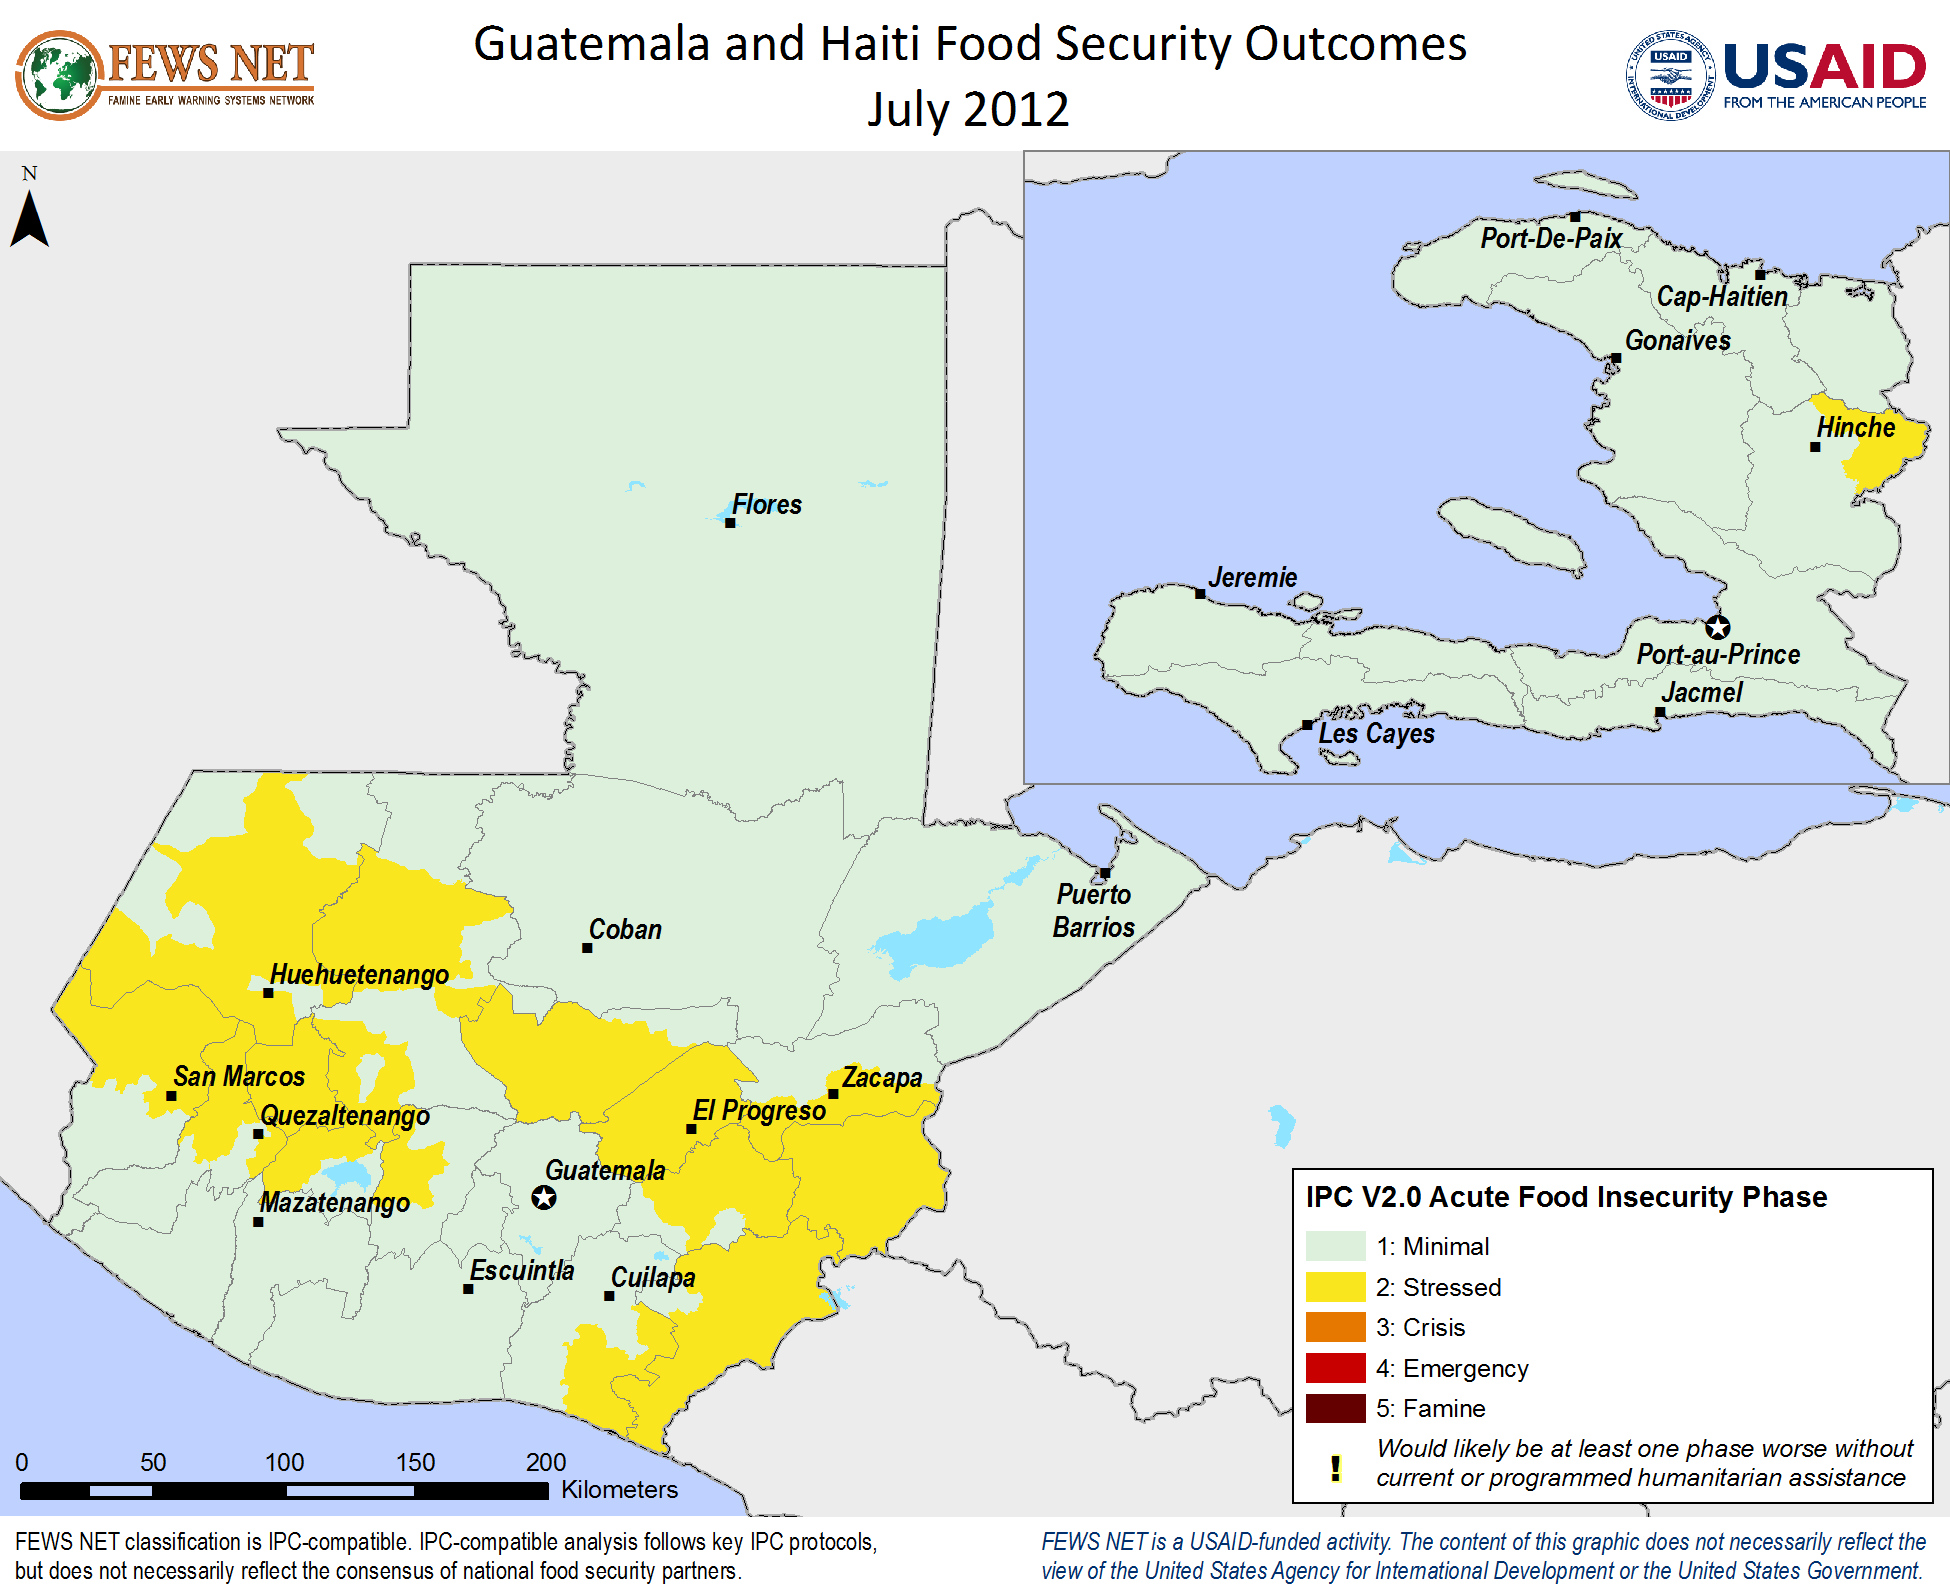 FEWS NET
FAMINE EARLY WARNING SYSTEMS NETWORK
Guatemala and Haiti Food Security Outcomes
July 2012
UNITED STATES AGENCY
USAID
INTERNATIONAL DEVELOPMENT
USAID
FROM THE AMERICAN PEOPLE
N
Port-De-Paix
Cap-Haitien
Gonaives
Hinche
Jeremie
Port-au-Prince
Jacmel
Les Cayes
Flores
Puerto
Barrios
Coban
Huehuetenango
San Marcos
Zacapa
Quezaltenango
El Progreso
Guatemala
Mazatenango
Escuintla
Cuilapa
IPC V2.0 Acute Food Insecurity Phase
1: Minimal
2: Stressed
3: Crisis
4: Emergency
5: Famine
! Would likely be at least one phase worse without
current or programmed humanitarian assistance
0 50 100 150 200
Kilometers
FEWS NET classification is IPC-compatible. IPC-compatible analysis follows key IPC protocols,
but does not necessarily reflect the consensus of national food security partners.
FEWS NET is a USAID-funded activity. The content of this graphic does not necessarily reflect the
view of the United States Agency for International Development or the United States Government.